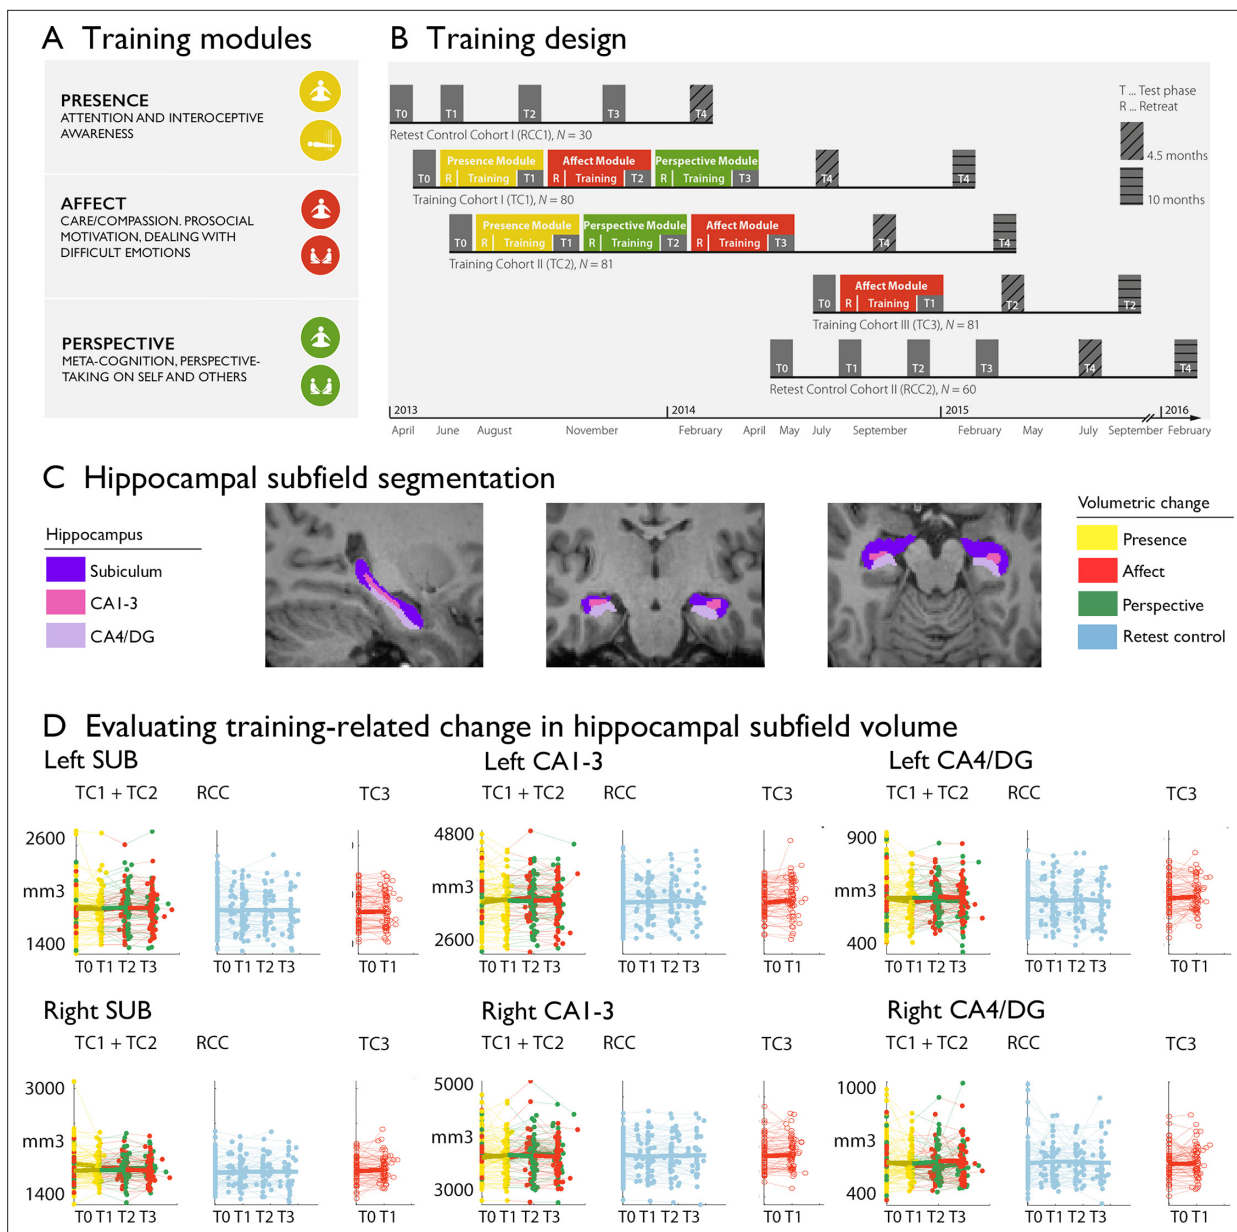 A Training modules
PRESENCE
ATTENTION AND INTEROCEPTIVE
AWARENESS
AFFECT
CARE/COMPASSION. PROSOCIAL
MOTIVATION, DEALING WITH
DIFFICULT EMOTIONS
PERSPECTIVE
META-COGNITION, PERSPECTIVE-
TAKING ON SELF AND OTHERS
B Training design
T ... Test phase
R ... Retreat
4.5 months
10 months
T0 T1 T2 T3 T4
Retest Control Cohort I (RCC1), N = 30
Presence Module Affect Module Perspective Module
T0 R Training T1 R Training T2 R Training T3 T4 T4
Training Cohort I (TC1), N = 80
Presence Module Perspective Module Affect Module
T0 R Training T1 R Training T2 R Training T3 T4 T4
Training Cohort II (TC2), N = 81
Affect Module
T0 R Training T1 T2 T2
Training Cohort III (TC3), N = 81
T0 T1 T2 T3 T4 T4
Retest Control Cohort II (RCC2), N = 60
2013 2014 2015 2016
April June August November February April May July September February May July September February
C Hippocampal subfield segmentation
Hippocampus
Subiculum
CA1-3
CA4/DG
Volumetric change
Presence
Affect
Perspective
Retest control
D Evaluating training-related change in hippocampal subfield volume
Left SUB
TC1 + TC2 RCC TC3
2600
mm3
1400
T0 T1 T2 T3 T0 T1 T2 T3 T0 T1
Left CA1-3
TC1 + TC2 RCC TC3
4800
mm3
2600
T0 T1 T2 T3 T0 T1 T2 T3 T0 T1
Left CA4/DG
TC1 + TC2 RCC TC3
900
mm3
400
T0 T1 T2 T3 T0 T1 T2 T3 T0 T1
Right SUB
TC1 + TC2 RCC TC3
3000
mm3
1400
T0 T1 T2 T3 T0 T1 T2 T3 T0 T1
Right CA1-3
TC1 + TC2 RCC TC3
5000
mm3
3000
T0 T1 T2 T3 T0 T1 T2 T3 T0 T1
Right CA4/DG
TC1 + TC2 RCC TC3
1000
mm3
400
T0 T1 T2 T3 T0 T1 T2 T3 T0 T1